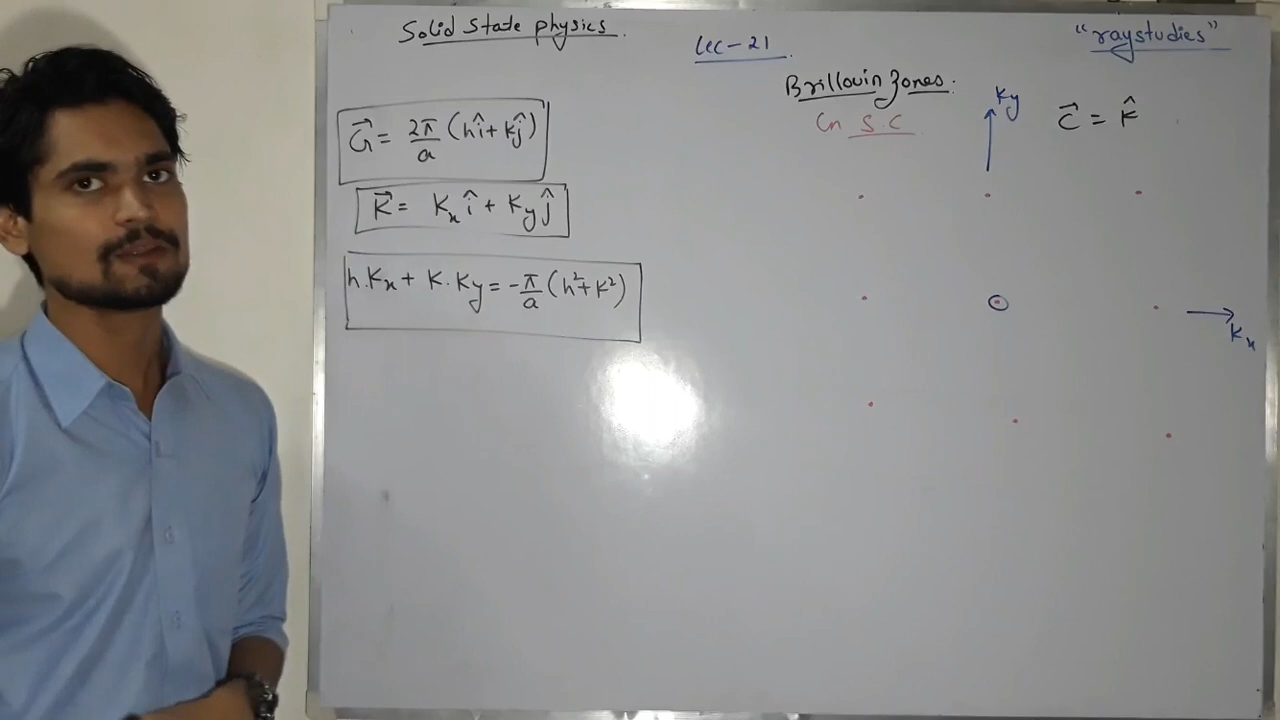 Solid State physics
Lec-21
"raystudies"
Brillouin Zones.
In S.C
Ky
C⃗ = k̂
G⃗ = 2π/a (hî + kĵ)
K⃗ = Kx î + Ky ĵ
h.Kx + K.Ky = -π/a (h²+K²)
Kx